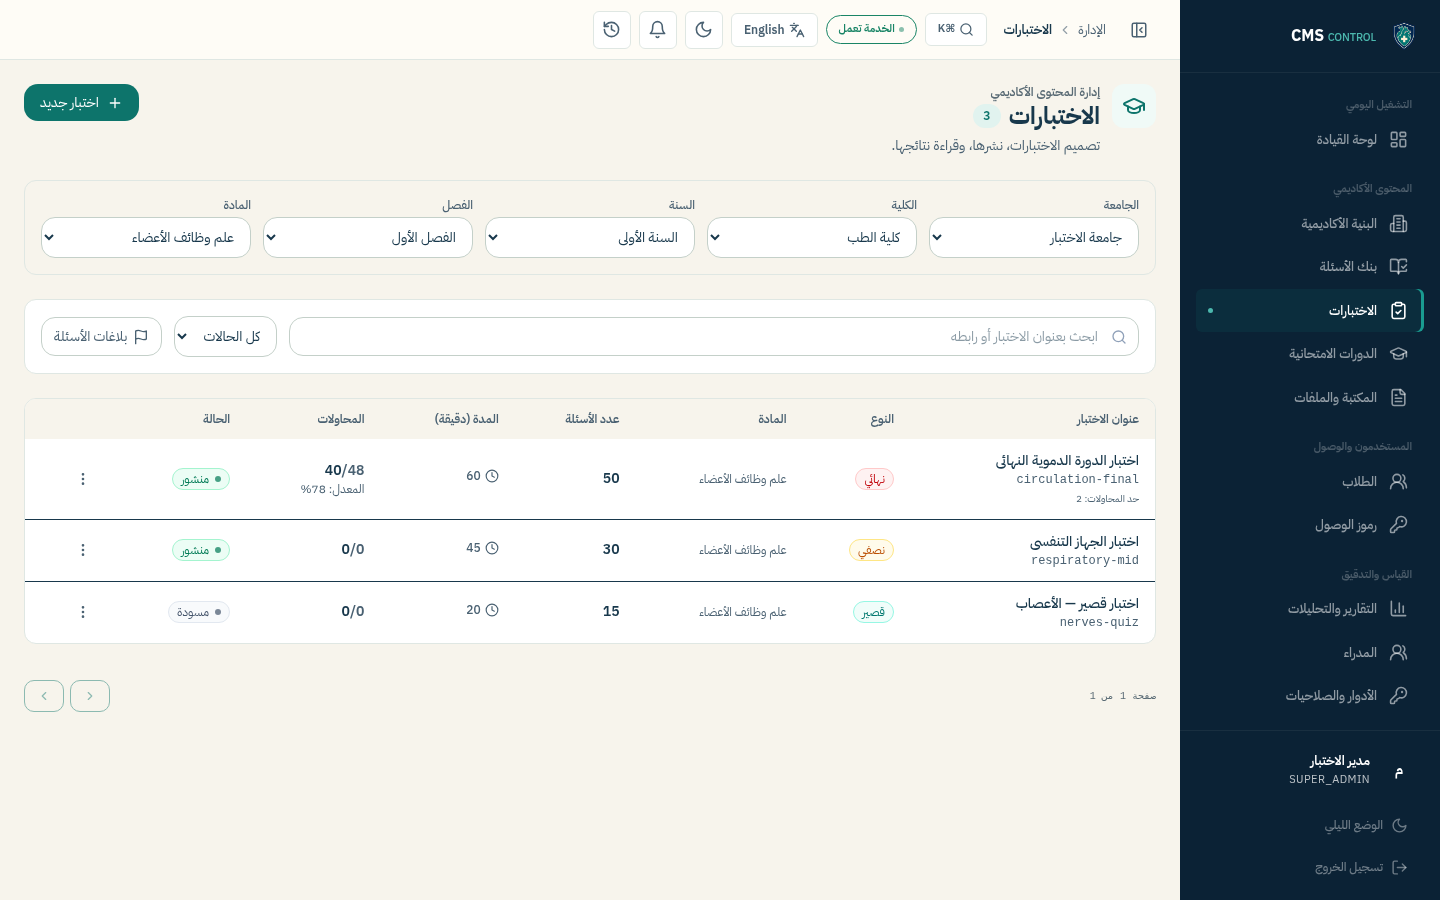 CMS CONTROL
التشغيل اليومي
لوحة القيادة
المحتوى الأكاديمي
البنية الأكاديمية
بنك الأسئلة
الاختبارات
الدورات الامتحانية
المكتبة والملفات
المستخدمون والوصول
الطلاب
رموز الوصول
القياس والتدقيق
التقارير والتحليلات
المدراء
الأدوار والصلاحيات
م
مدير الاختبار
SUPER_ADMIN
الوضع الليلي
تسجيل الخروج
الإدارة
الاختبارات
⌘K
الخدمة تعمل
English
إدارة المحتوى الأكاديمي
الاختبارات 3
تصميم الاختبارات، نشرها، وقراءة نتائجها.
اختبار جديد
الجامعة الكلية السنة الفصل المادة
جامعة الاختبار كلية الطب السنة الأولى الفصل الأول علم وظائف الأعضاء
ابحث بعنوان الاختبار أو رابطه
كل الحالات
بلاغات الأسئلة
عنوان الاختبار النوع المادة عدد الأسئلة المدة (دقيقة) المحاولات الحالة
اختبار الدورة الدموية النهائي
circulation-final
حد المحاولات: 2
نهائي علم وظائف الأعضاء 50 60 40/48 منشور
المعدل: 78%
اختبار الجهاز التنفسي
respiratory-mid
نصفي علم وظائف الأعضاء 30 45 0/0 منشور
اختبار قصير — الأعصاب
nerves-quiz
قصير علم وظائف الأعضاء 15 20 0/0 مسودة
صفحة 1 من 1